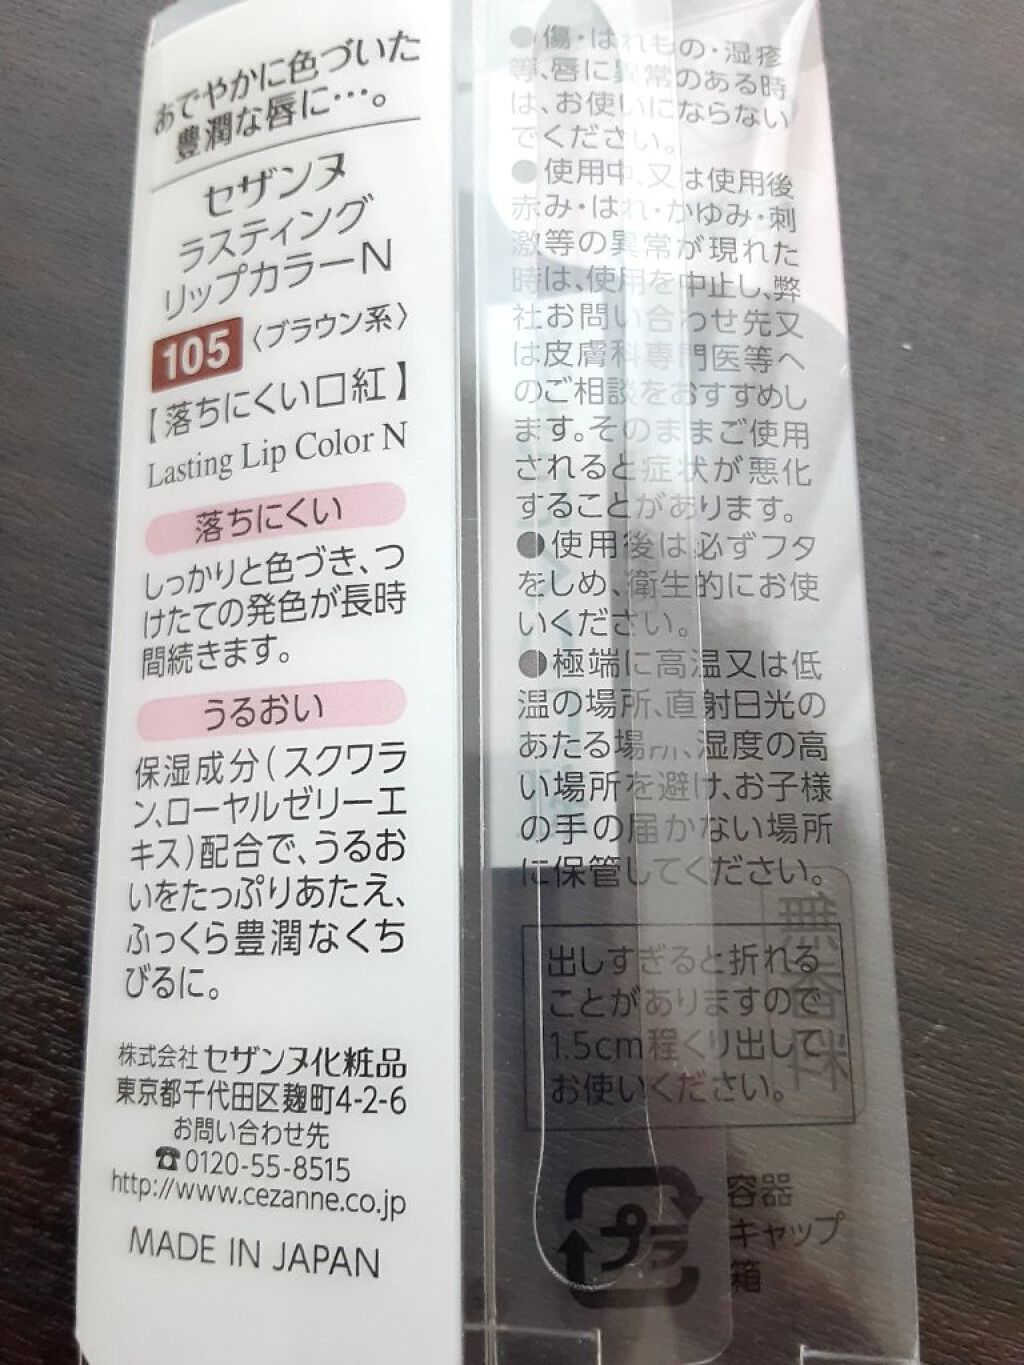 あでやかに色づいた
豊潤な唇に…。
セザンヌ
ラスティング
リップカラーN
105 〈ブラウン系〉
【落ちにくい口紅】
Lasting Lip Color N
落ちにくい
しっかりと色づき、つ
けたての発色が長時
間続きます。
うるおい
保湿成分(スクワラ
ン、ローヤルゼリーエ
キス)配合で、うるお
いをたっぷりあたえ、
ふっくら豊潤なくち
びるに。
株式会社 セザンヌ化粧品
東京都千代田区麹町4-2-6
お問い合わせ先
☎0120-55-8515
http://www.cezanne.co.jp
MADE IN JAPAN
●傷・はれもの・湿疹
等、唇に異常のある時
は、お使いにならない
でください。
●使用中、又は使用後
赤み・はれ・かゆみ・刺
激等の異常が現れた
時は、使用を中止し、弊
社お問い合わせ先又
は皮膚科専門医等へ
のご相談をおすすめし
ます。そのままご使用
されると症状が悪化
することがあります。
●使用後は必ずフタ
をしめ、衛生的にお使
いください。
●極端に高温又は低
温の場所、直射日光の
あたる場所、湿度の高
い場所を避け、お子様
の手の届かない場所
に保管してください。
出しすぎると折れる
ことがありますので
1.5cm程くり出して
お使いください。
無香料
プラ
容器
キャップ
箱